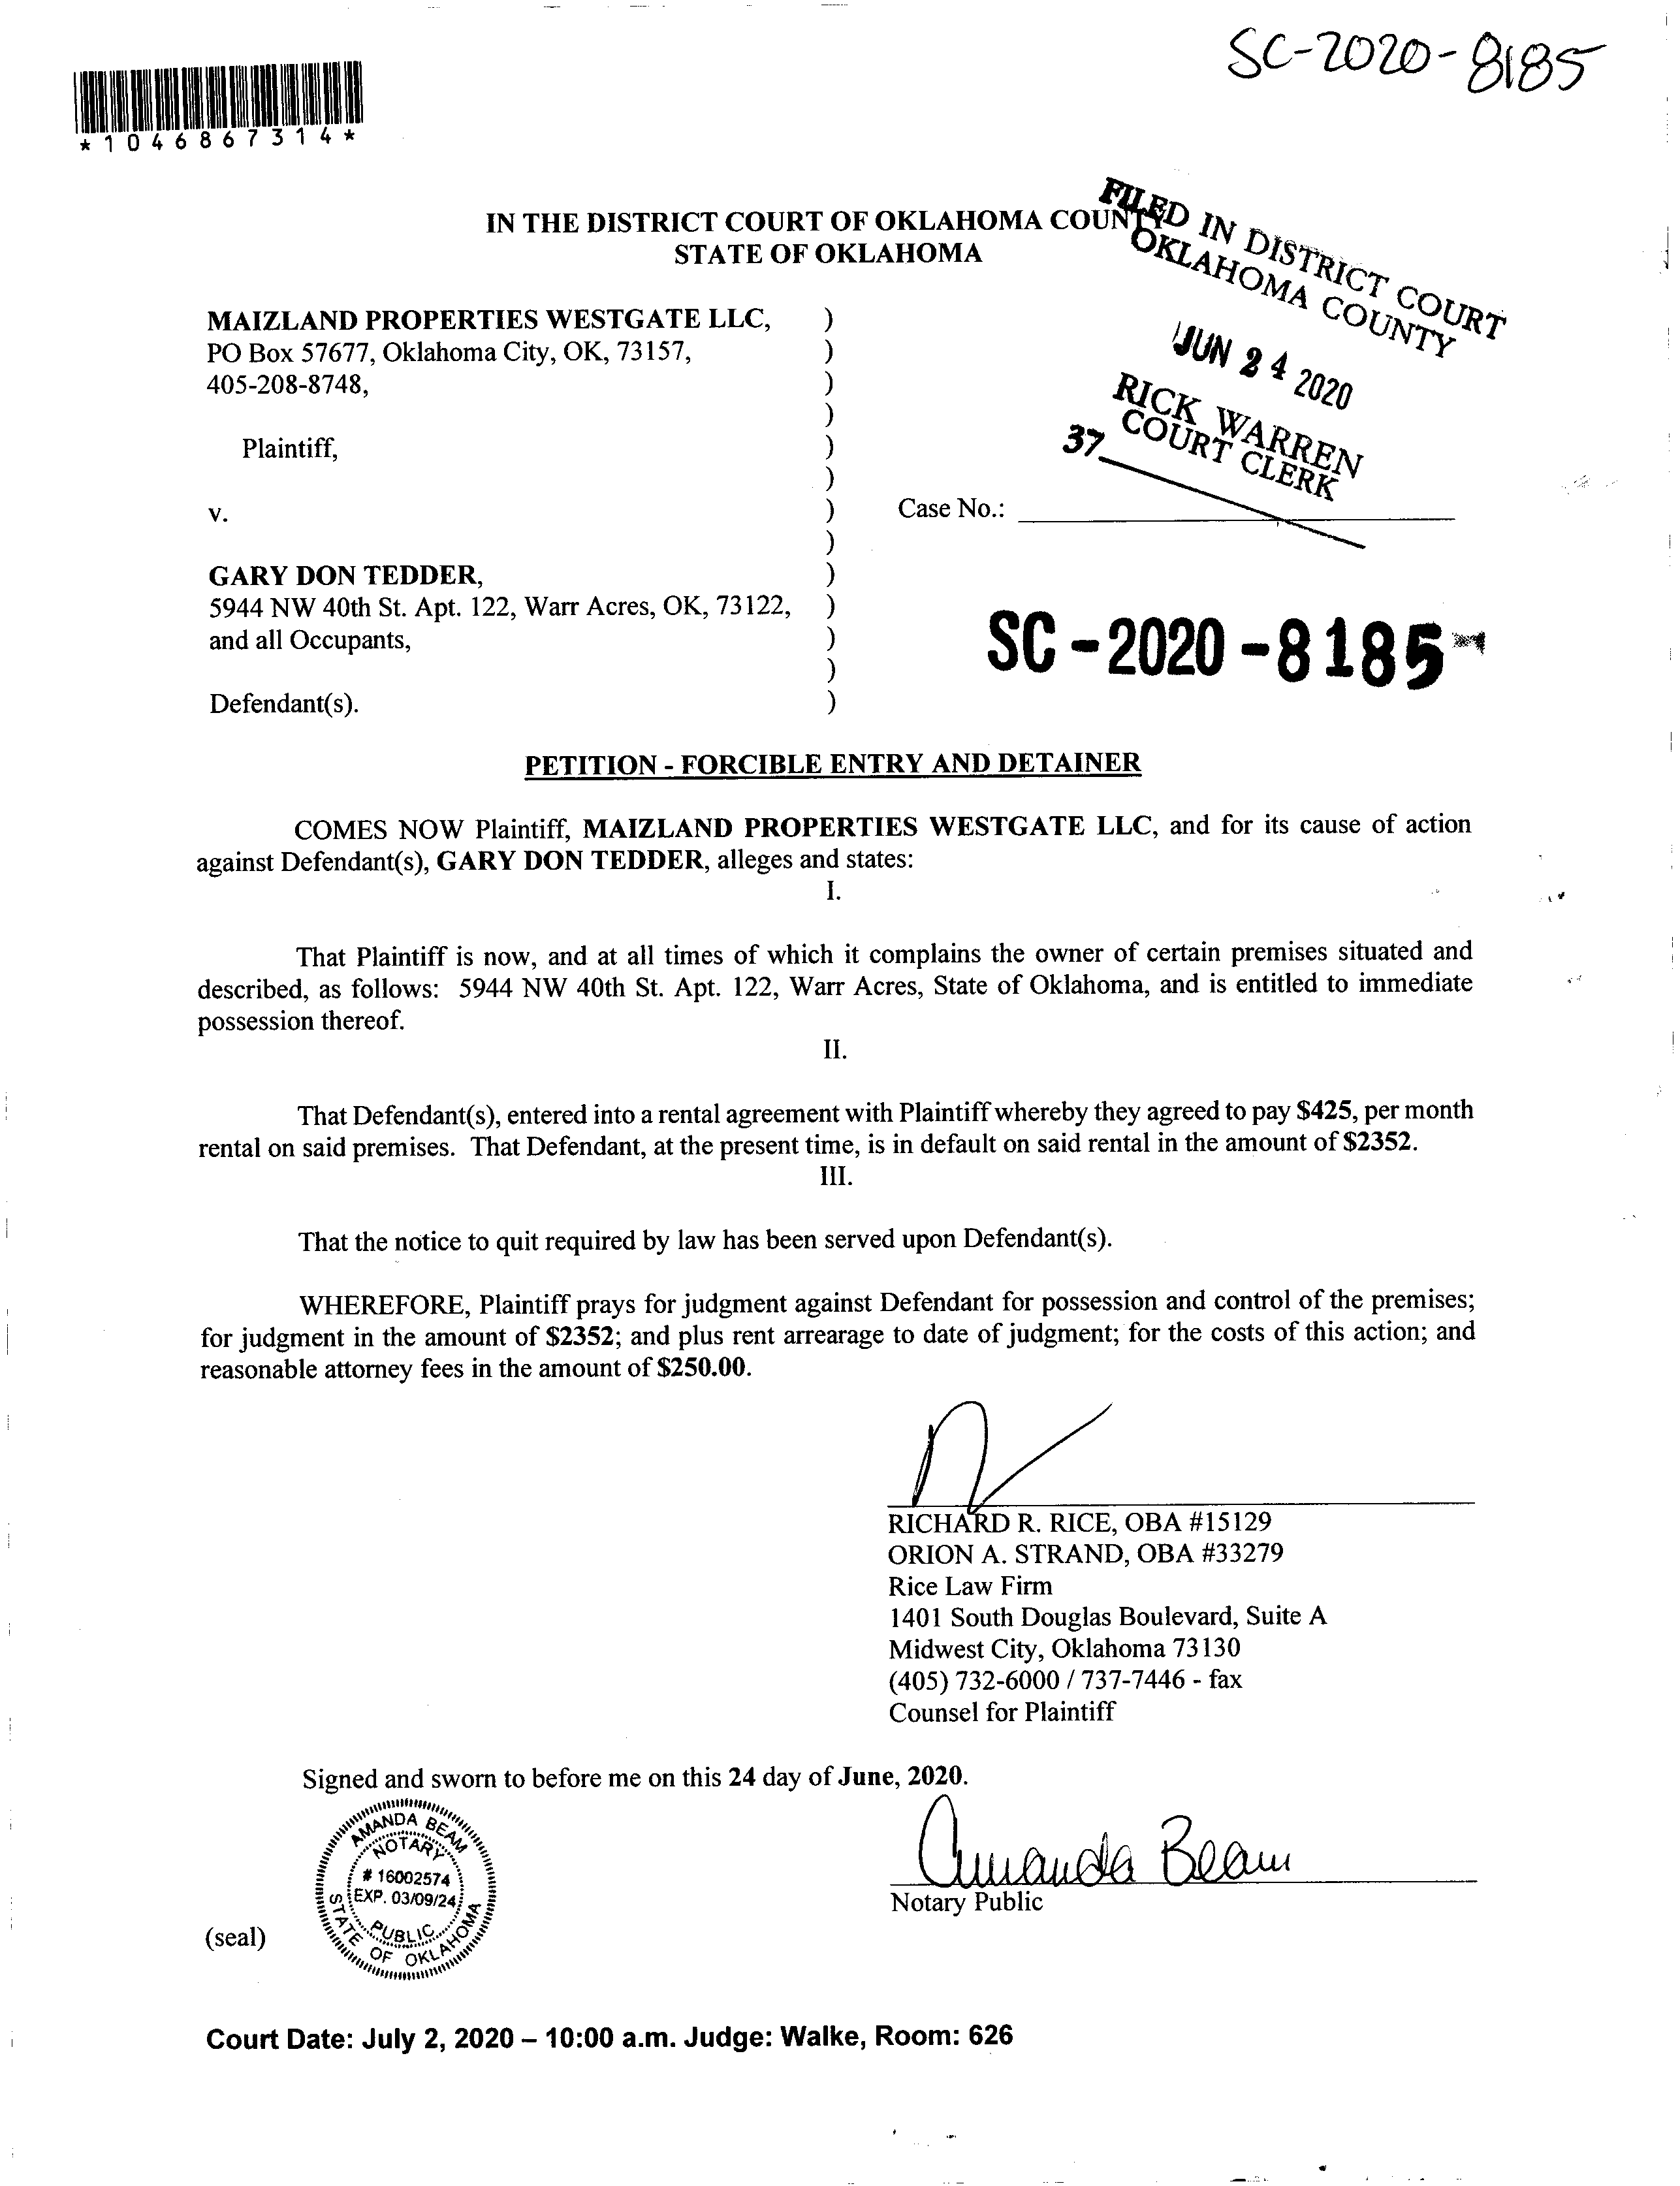 SC-2020-8185
*1046867314*
IN THE DISTRICT COURT OF OKLAHOMA COUNTY
STATE OF OKLAHOMA
FILED IN DISTRICT COURT
OKLAHOMA COUNTY
JUN 24 2020
RICK WARREN
COURT CLERK
37
MAIZLAND PROPERTIES WESTGATE LLC, )
PO Box 57677, Oklahoma City, OK, 73157, )
405-208-8748, )
)
Plaintiff, )
)
v. ) Case No.:
)
GARY DON TEDDER, )
5944 NW 40th St. Apt. 122, Warr Acres, OK, 73122, )
and all Occupants, )
)
Defendant(s). )
SC-2020-8185
PETITION - FORCIBLE ENTRY AND DETAINER
COMES NOW Plaintiff, MAIZLAND PROPERTIES WESTGATE LLC, and for its cause of action
against Defendant(s), GARY DON TEDDER, alleges and states:
I.
That Plaintiff is now, and at all times of which it complains the owner of certain premises situated and
described, as follows: 5944 NW 40th St. Apt. 122, Warr Acres, State of Oklahoma, and is entitled to immediate
possession thereof.
II.
That Defendant(s), entered into a rental agreement with Plaintiff whereby they agreed to pay $425, per month
rental on said premises. That Defendant, at the present time, is in default on said rental in the amount of $2352.
III.
That the notice to quit required by law has been served upon Defendant(s).
WHEREFORE, Plaintiff prays for judgment against Defendant for possession and control of the premises;
for judgment in the amount of $2352; and plus rent arrearage to date of judgment; for the costs of this action; and
reasonable attorney fees in the amount of $250.00.
RICHARD R. RICE, OBA #15129
ORION A. STRAND, OBA #33279
Rice Law Firm
1401 South Douglas Boulevard, Suite A
Midwest City, Oklahoma 73130
(405) 732-6000 / 737-7446 - fax
Counsel for Plaintiff
Signed and sworn to before me on this 24 day of June, 2020.
AMANDA BEAM
NOTARY
# 16002574
EXP. 03/09/24
PUBLIC
STATE OF OKLAHOMA
Amanda Beam
Notary Public
(seal)
Court Date: July 2, 2020 – 10:00 a.m. Judge: Walke, Room: 626